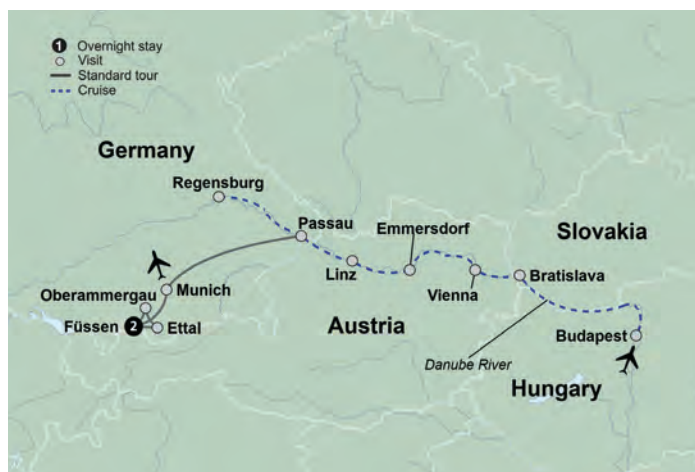 1 Overnight stay
Visit
Standard tour
Cruise
Germany
Regensburg
Passau
Emmersdorf
Slovakia
Oberammergau
Munich
Linz
Vienna
Bratislava
Füssen 2
Ettal
Austria
Budapest
Danube River
Hungary